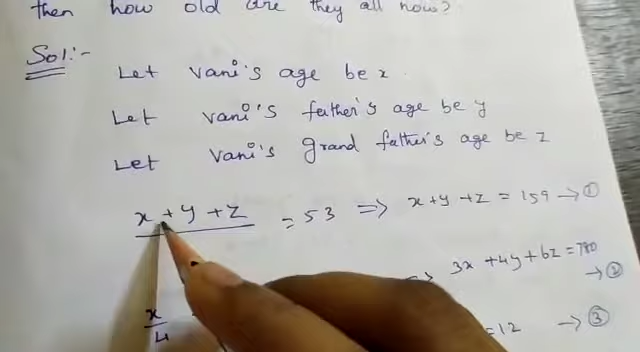 then how old are they all now?
Sol:-
Let vani's age be x
Let vani's father's age be y
Let vani's grand father's age be z
x + y + z = 53 ⇒ x + y + z = 159 → ①
3x + 4y + 6z = 780 → ②
x/4 = 12 → ③